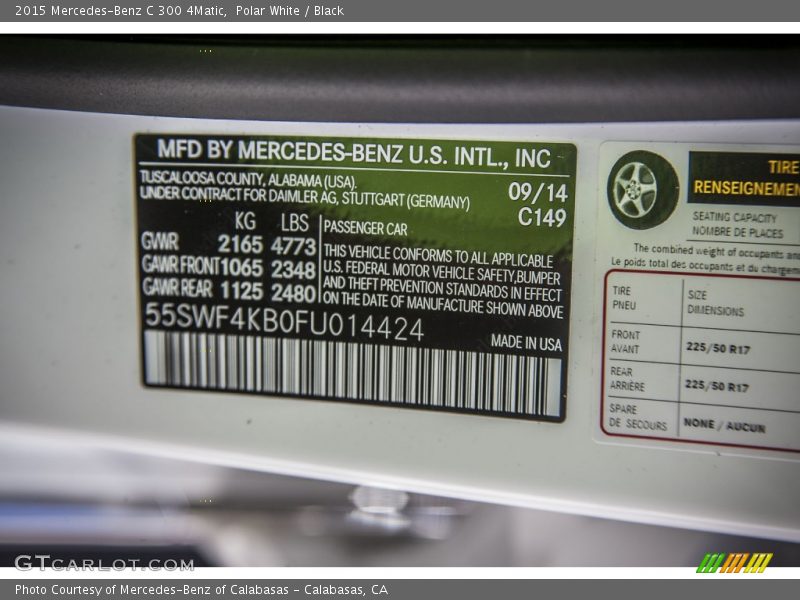 2015 Mercedes-Benz C 300 4Matic,  Polar White / Black
MFD BY MERCEDES-BENZ U.S. INTL., INC
TUSCALOOSA COUNTY, ALABAMA (USA).
UNDER CONTRACT FOR DAIMLER AG, STUTTGART (GERMANY)
09/14
C149
KG LBS
GWR 2165 4773
GAWR FRONT 1065 2348
GAWR REAR 1125 2480
PASSENGER CAR
THIS VEHICLE CONFORMS TO ALL APPLICABLE
U.S. FEDERAL MOTOR VEHICLE SAFETY,BUMPER
AND THEFT PREVENTION STANDARDS IN EFFECT
ON THE DATE OF MANUFACTURE SHOWN ABOVE
55SWF4KB0FU014424
MADE IN USA
TIRE
RENSEIGNEMEN
SEATING CAPACITY
NOMBRE DE PLACES
The combined weight of occupants an
Le poids total des occupants et du chargem
TIRE
PNEU
SIZE
DIMENSIONS
FRONT
AVANT
225/50 R17
REAR
ARRIÈRE
225/50 R17
SPARE
DE SECOURS
NONE / AUCUN
GTCARLOT.COM
Photo Courtesy of Mercedes-Benz of Calabasas - Calabasas, CA